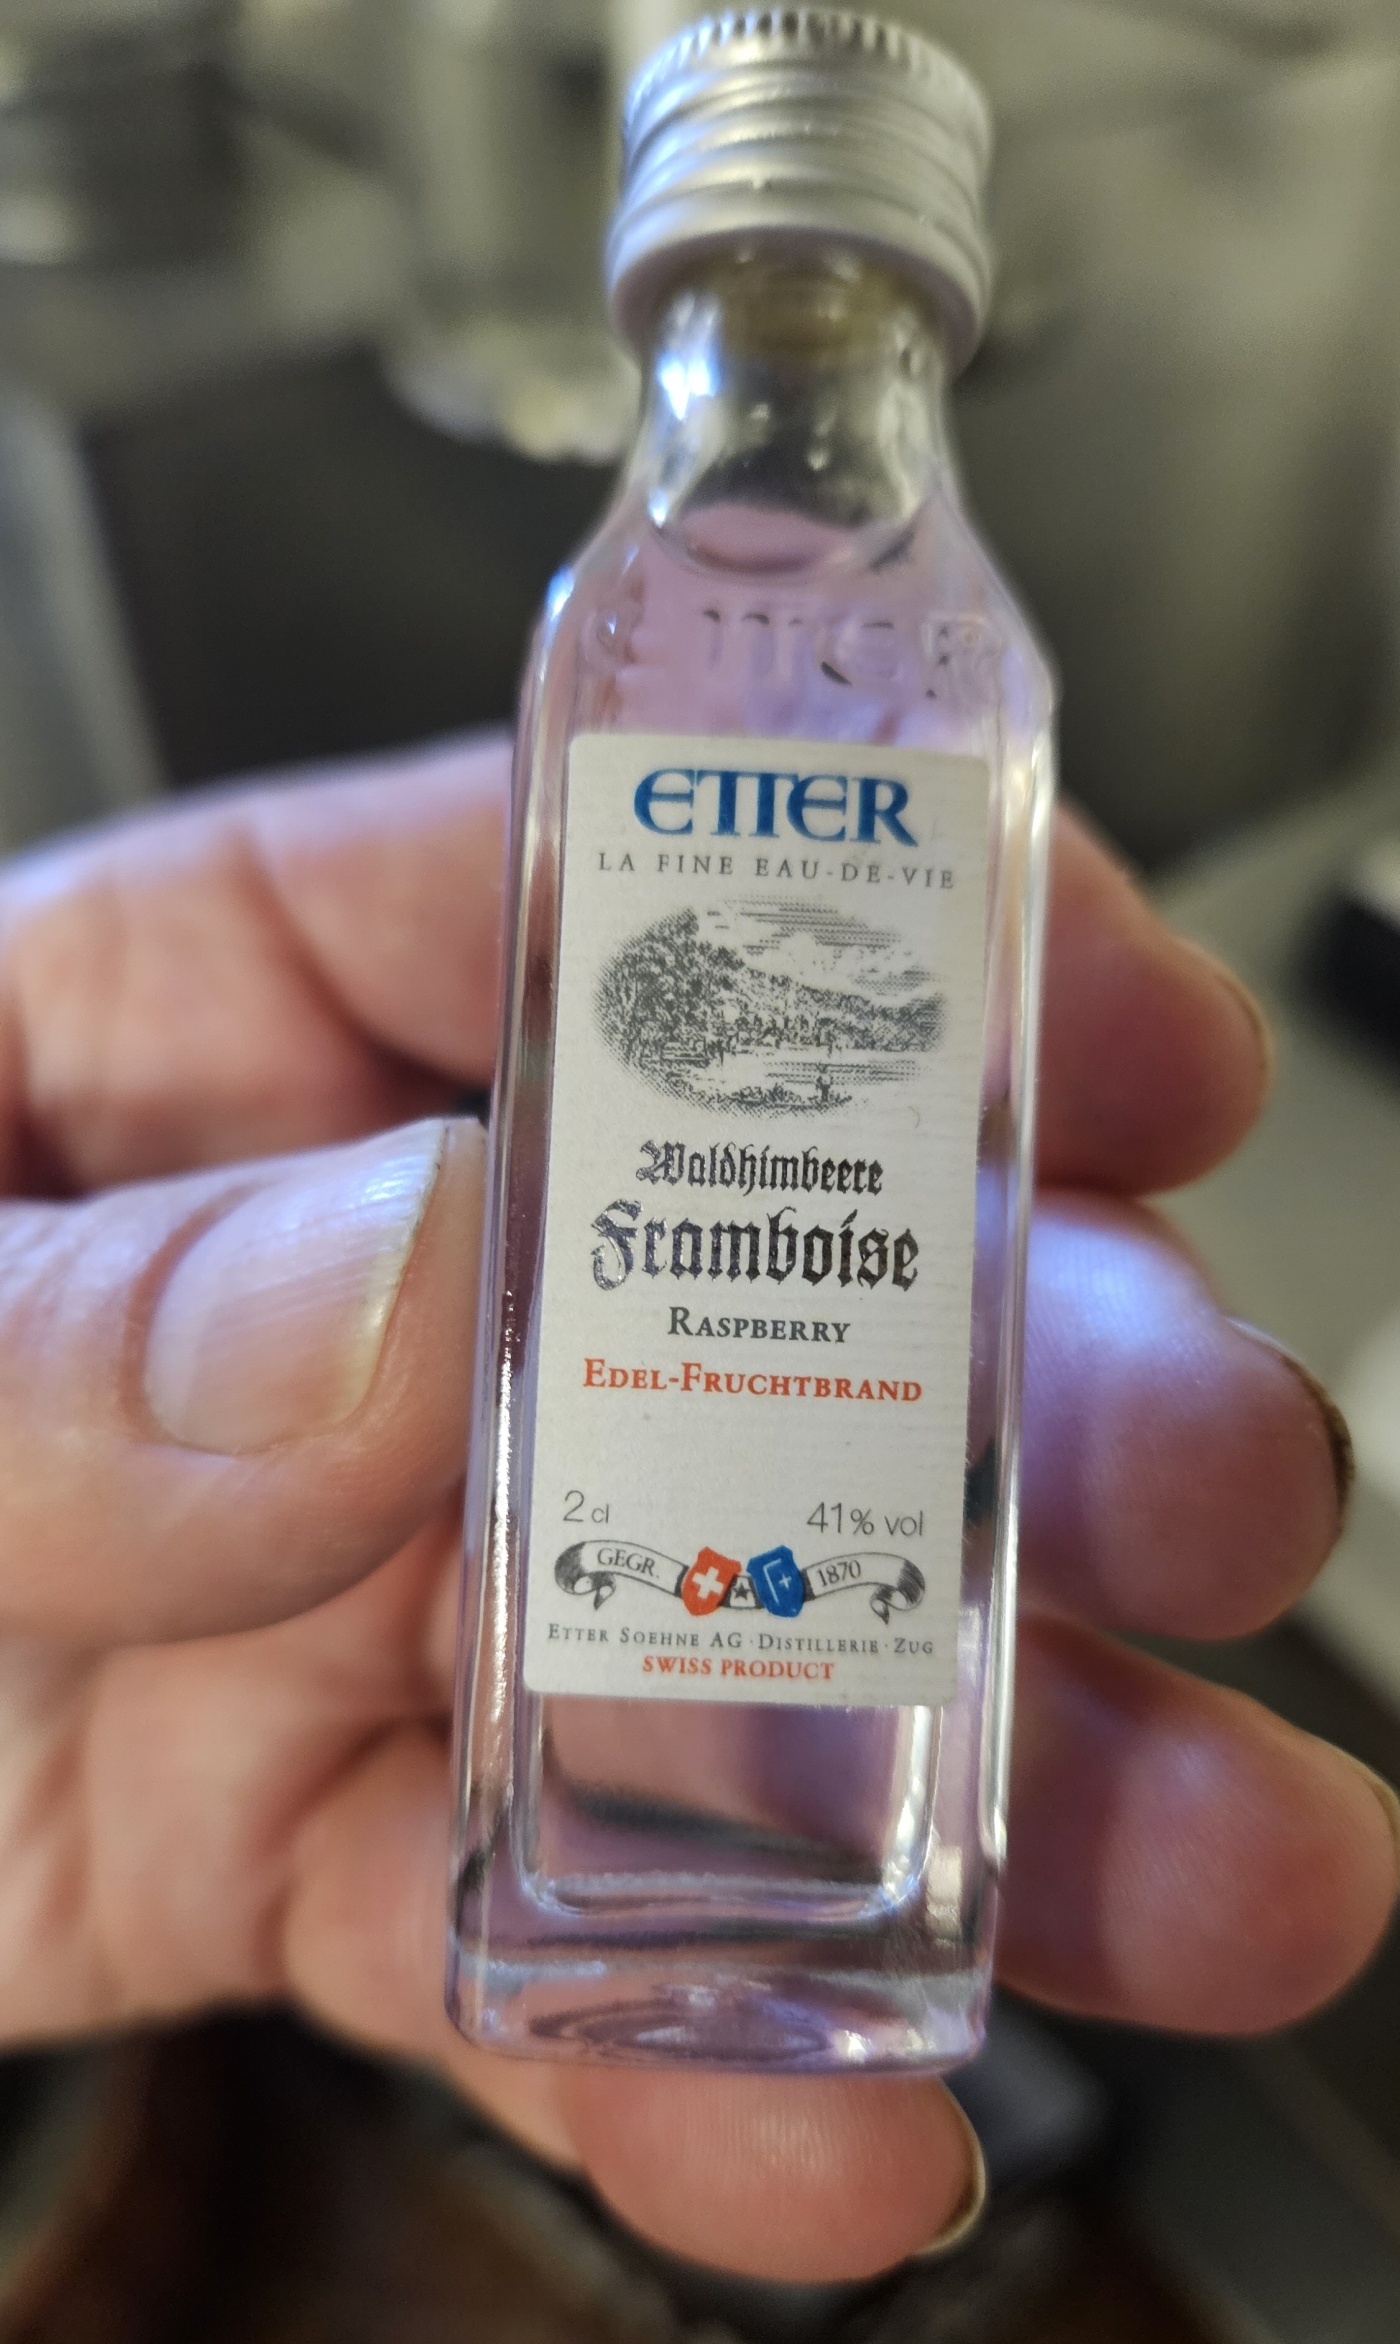 ETTER
ETTER
LA FINE EAU-DE-VIE
Waldhimbeere
Framboise
RASPBERRY
EDEL-FRUCHTBRAND
2 cl 41% vol
GEGR. 1870
ETTER SOEHNE AG · DISTILLERIE · ZUG
SWISS PRODUCT